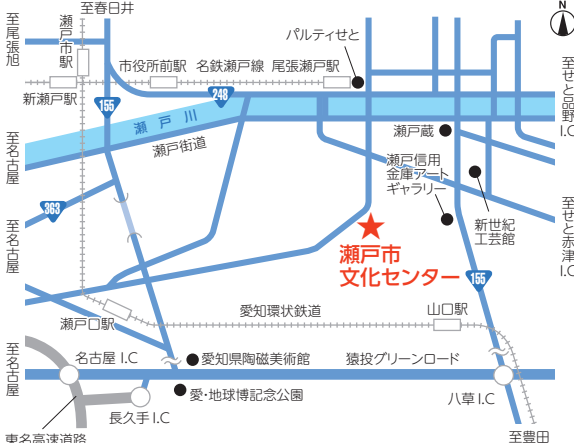 至春日井
N
至尾張旭
瀬戸市駅
パルティせと
市役所前駅
名鉄瀬戸線
尾張瀬戸駅
新瀬戸駅
155
248
至せと品野I.C
瀬戸川
瀬戸蔵
瀬戸街道
至名古屋
瀬戸信用
金庫アート
ギャラリー
363
新世紀
工芸館
至せと赤津I.C
至名古屋
瀬戸市
文化センター
155
愛知環状鉄道
山口駅
瀬戸口駅
至名古屋
名古屋I.C
愛知県陶磁美術館
猿投グリーンロード
愛・地球博記念公園
八草I.C
長久手I.C
東名高速道路
至豊田